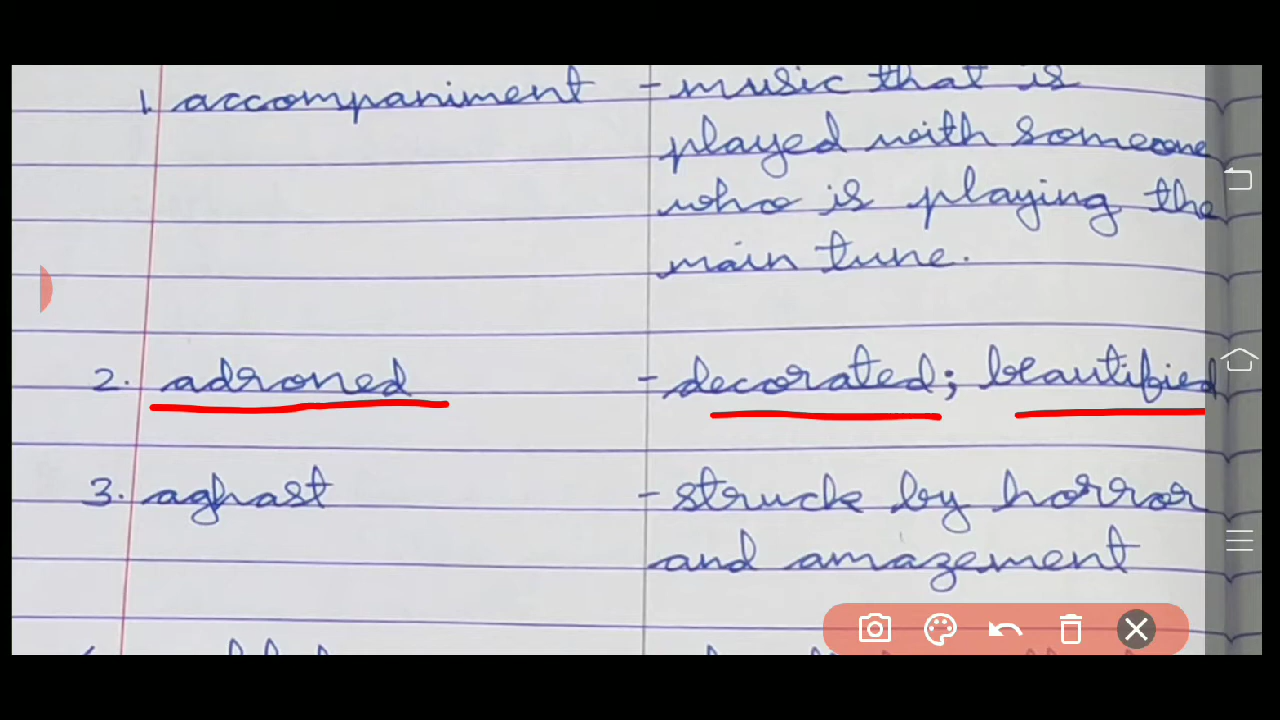 1. accompaniment - music that is
played with someone
who is playing the
main tune.
2. adroned - decorated; beautified
3. aghast - struck by horror
and amazement